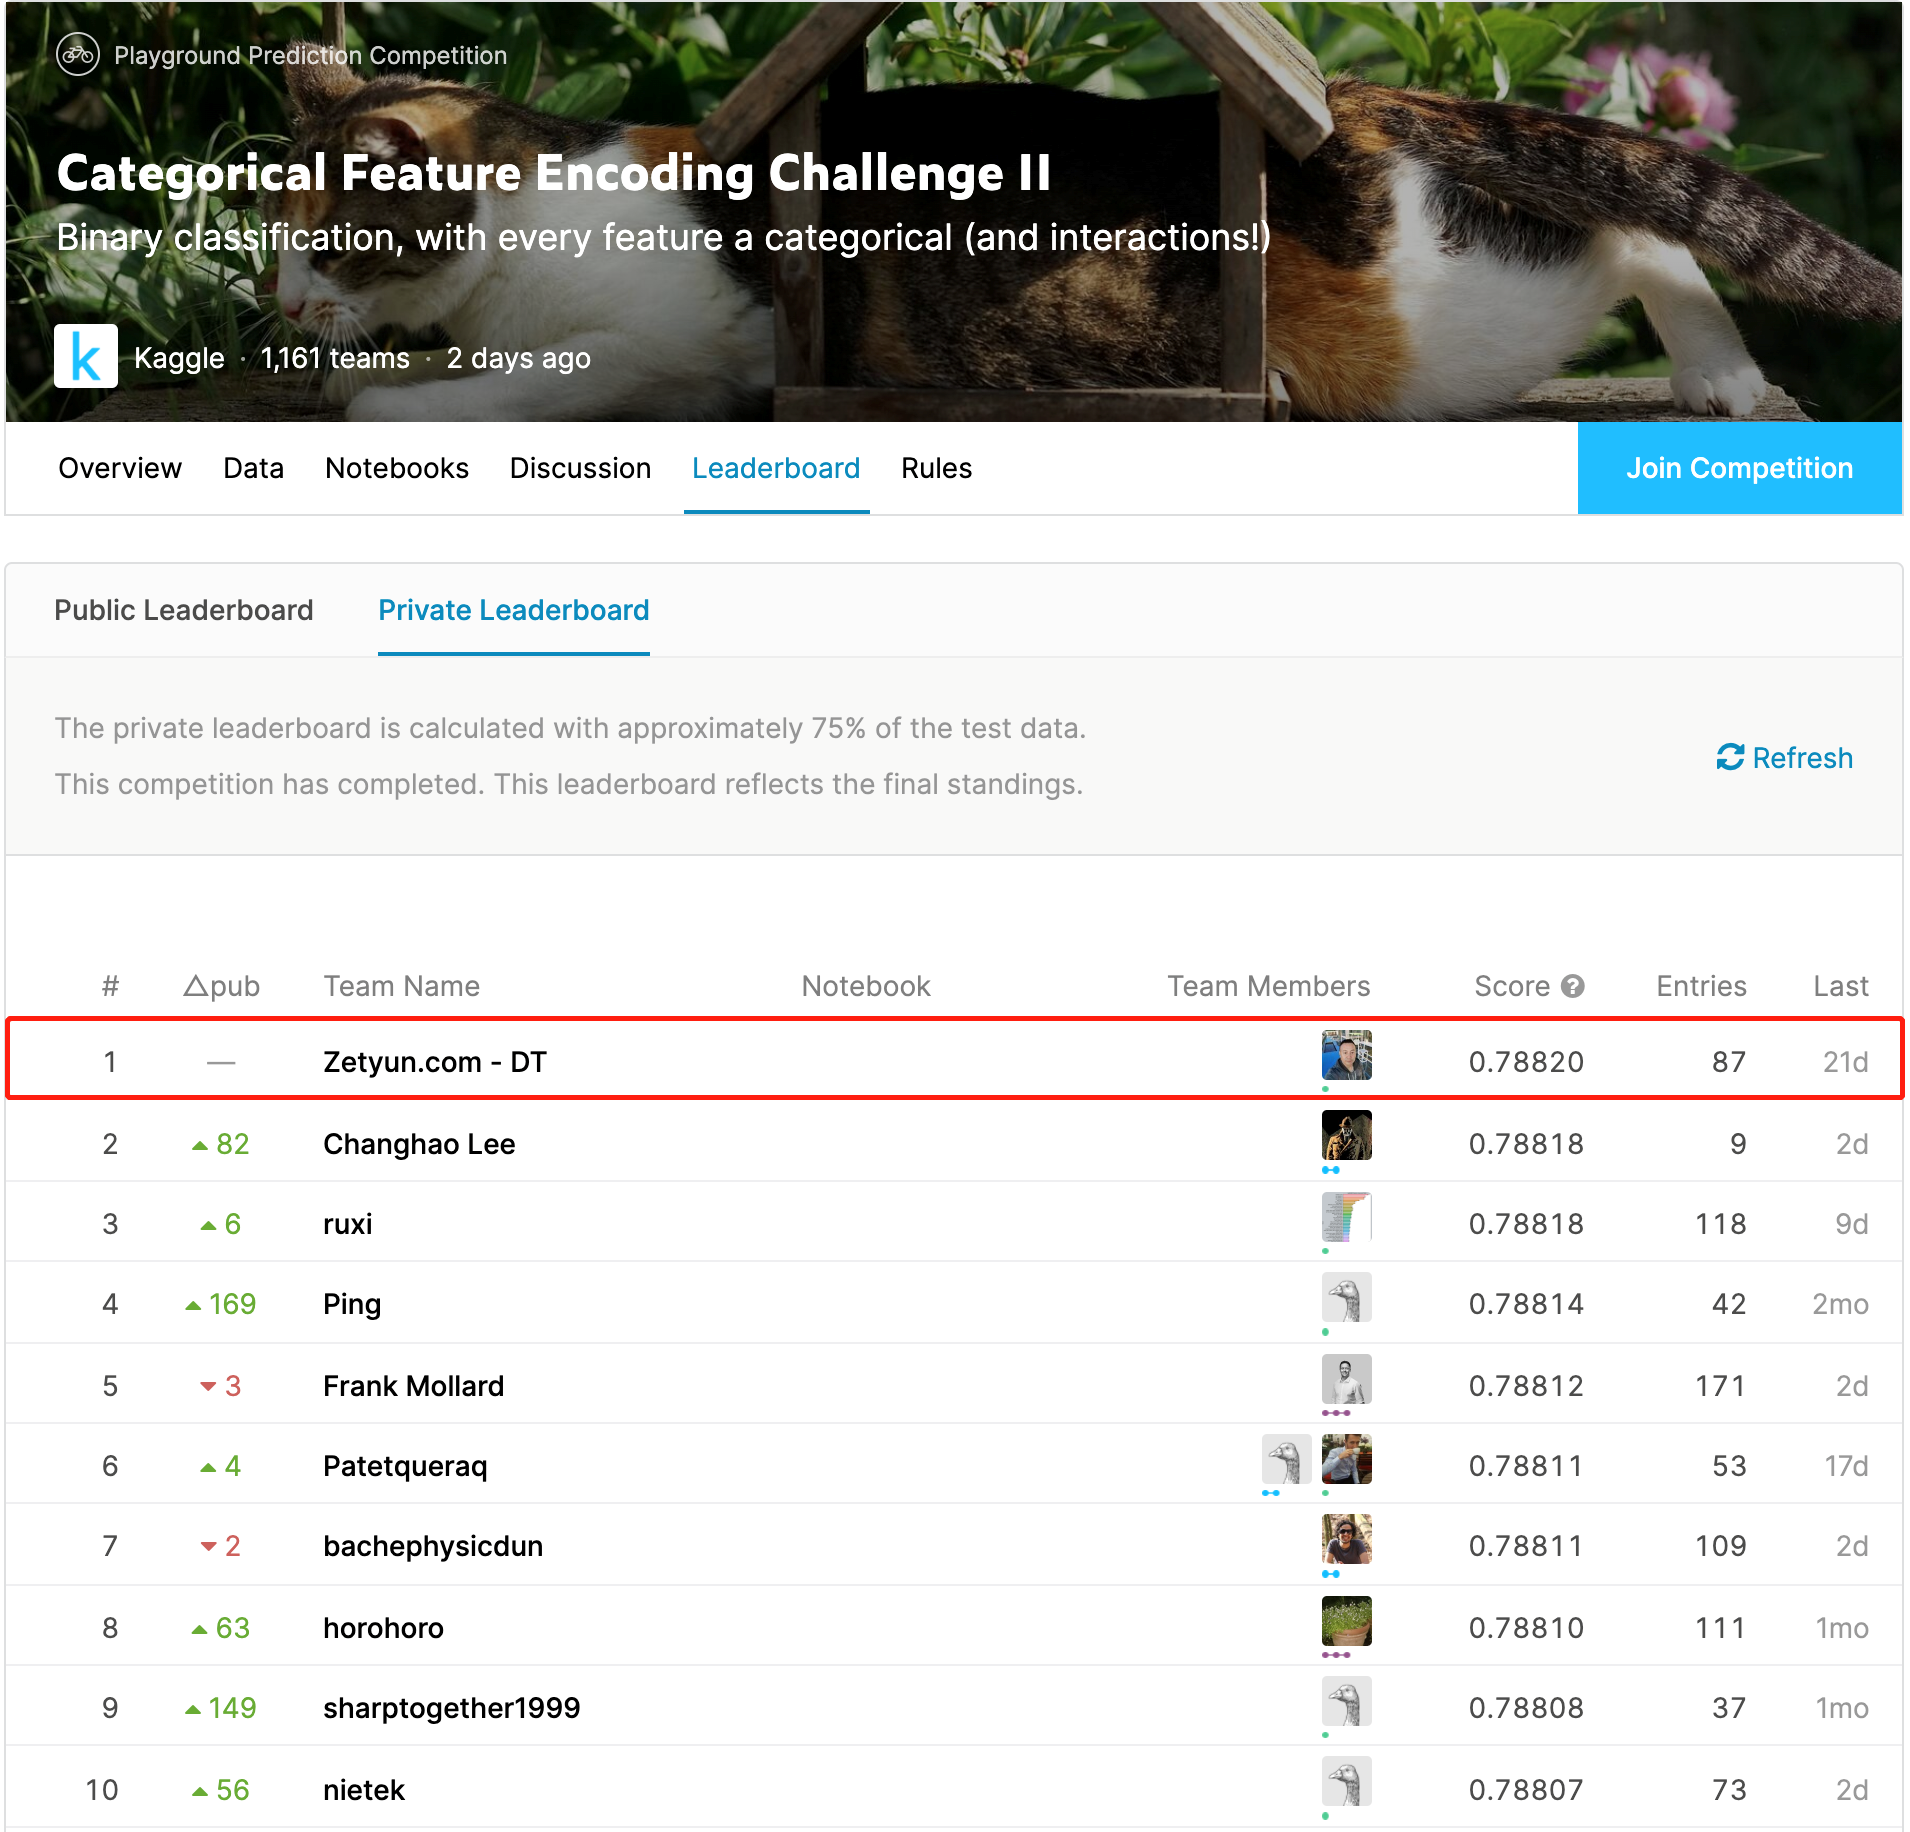 Playground Prediction Competition
Categorical Feature Encoding Challenge II
Binary classification, with every feature a categorical (and interactions!)
k Kaggle · 1,161 teams · 2 days ago
Overview Data Notebooks Discussion Leaderboard Rules Join Competition
Public Leaderboard Private Leaderboard
The private leaderboard is calculated with approximately 75% of the test data.
Refresh
This competition has completed. This leaderboard reflects the final standings.
# △pub Team Name Notebook Team Members Score ? Entries Last
1 — Zetyun.com - DT 0.78820 87 21d
2 ▲ 82 Changhao Lee 0.78818 9 2d
3 ▲ 6 ruxi 0.78818 118 9d
4 ▲ 169 Ping 0.78814 42 2mo
5 ▼ 3 Frank Mollard 0.78812 171 2d
6 ▲ 4 Patetqueraq 0.78811 53 17d
7 ▼ 2 bachephysicdun 0.78811 109 2d
8 ▲ 63 horohoro 0.78810 111 1mo
9 ▲ 149 sharptogether1999 0.78808 37 1mo
10 ▲ 56 nietek 0.78807 73 2d